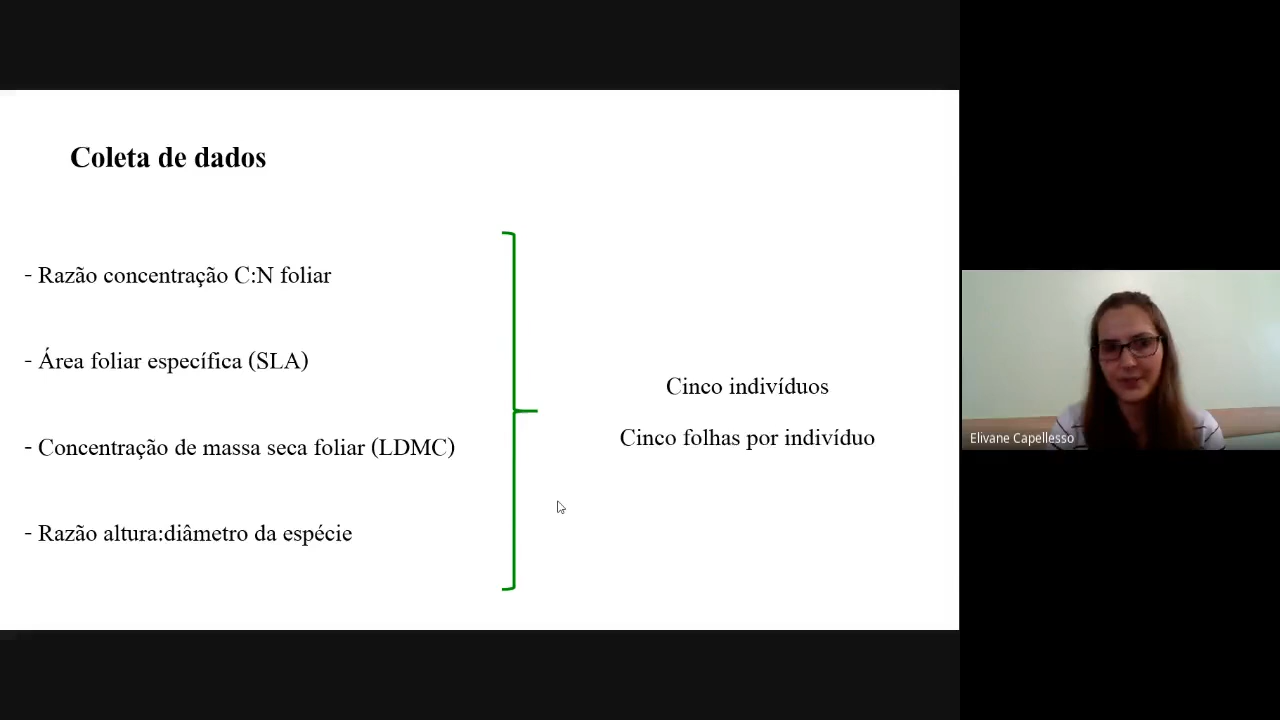 Coleta de dados
- Razão concentração C:N foliar
- Área foliar específica (SLA)
- Concentração de massa seca foliar (LDMC)
- Razão altura:diâmetro da espécie
Cinco indivíduos
Cinco folhas por indivíduo
Elivane Capellesso